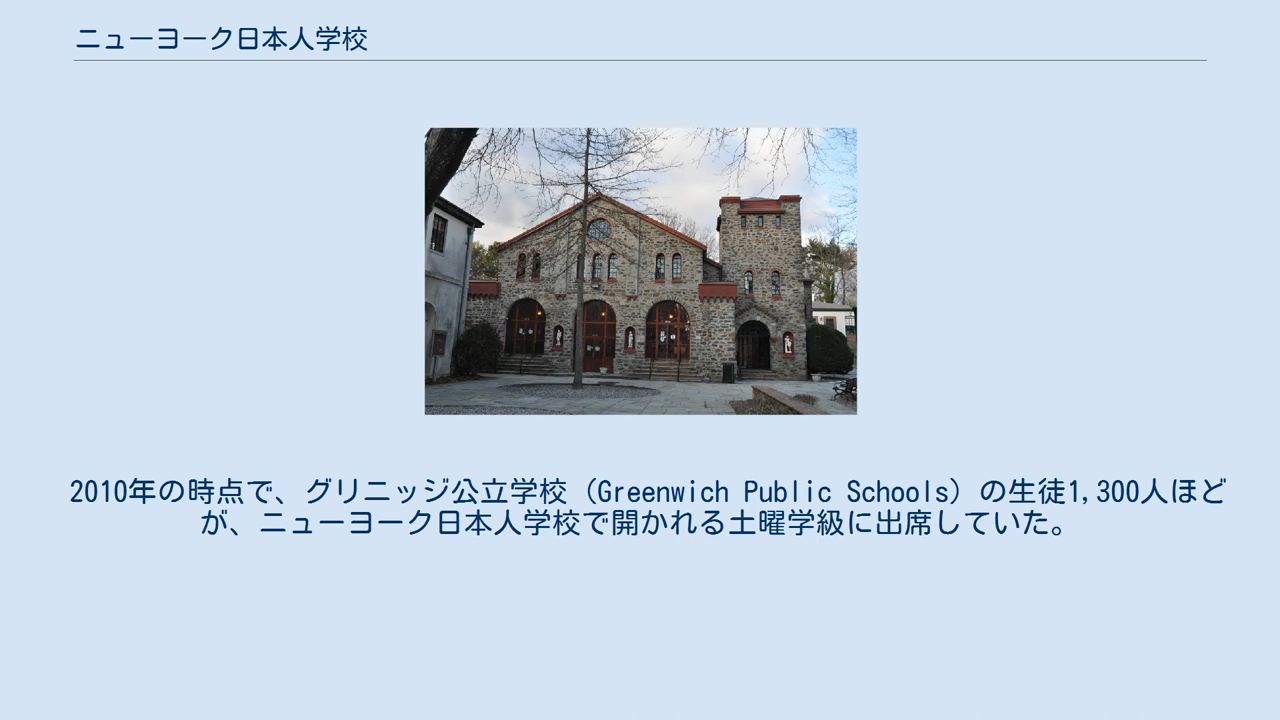 ニューヨーク日本人学校
2010年の時点で、グリニッジ公立学校（Greenwich Public Schools）の生徒1,300人ほど
が、ニューヨーク日本人学校で開かれる土曜学級に出席していた。